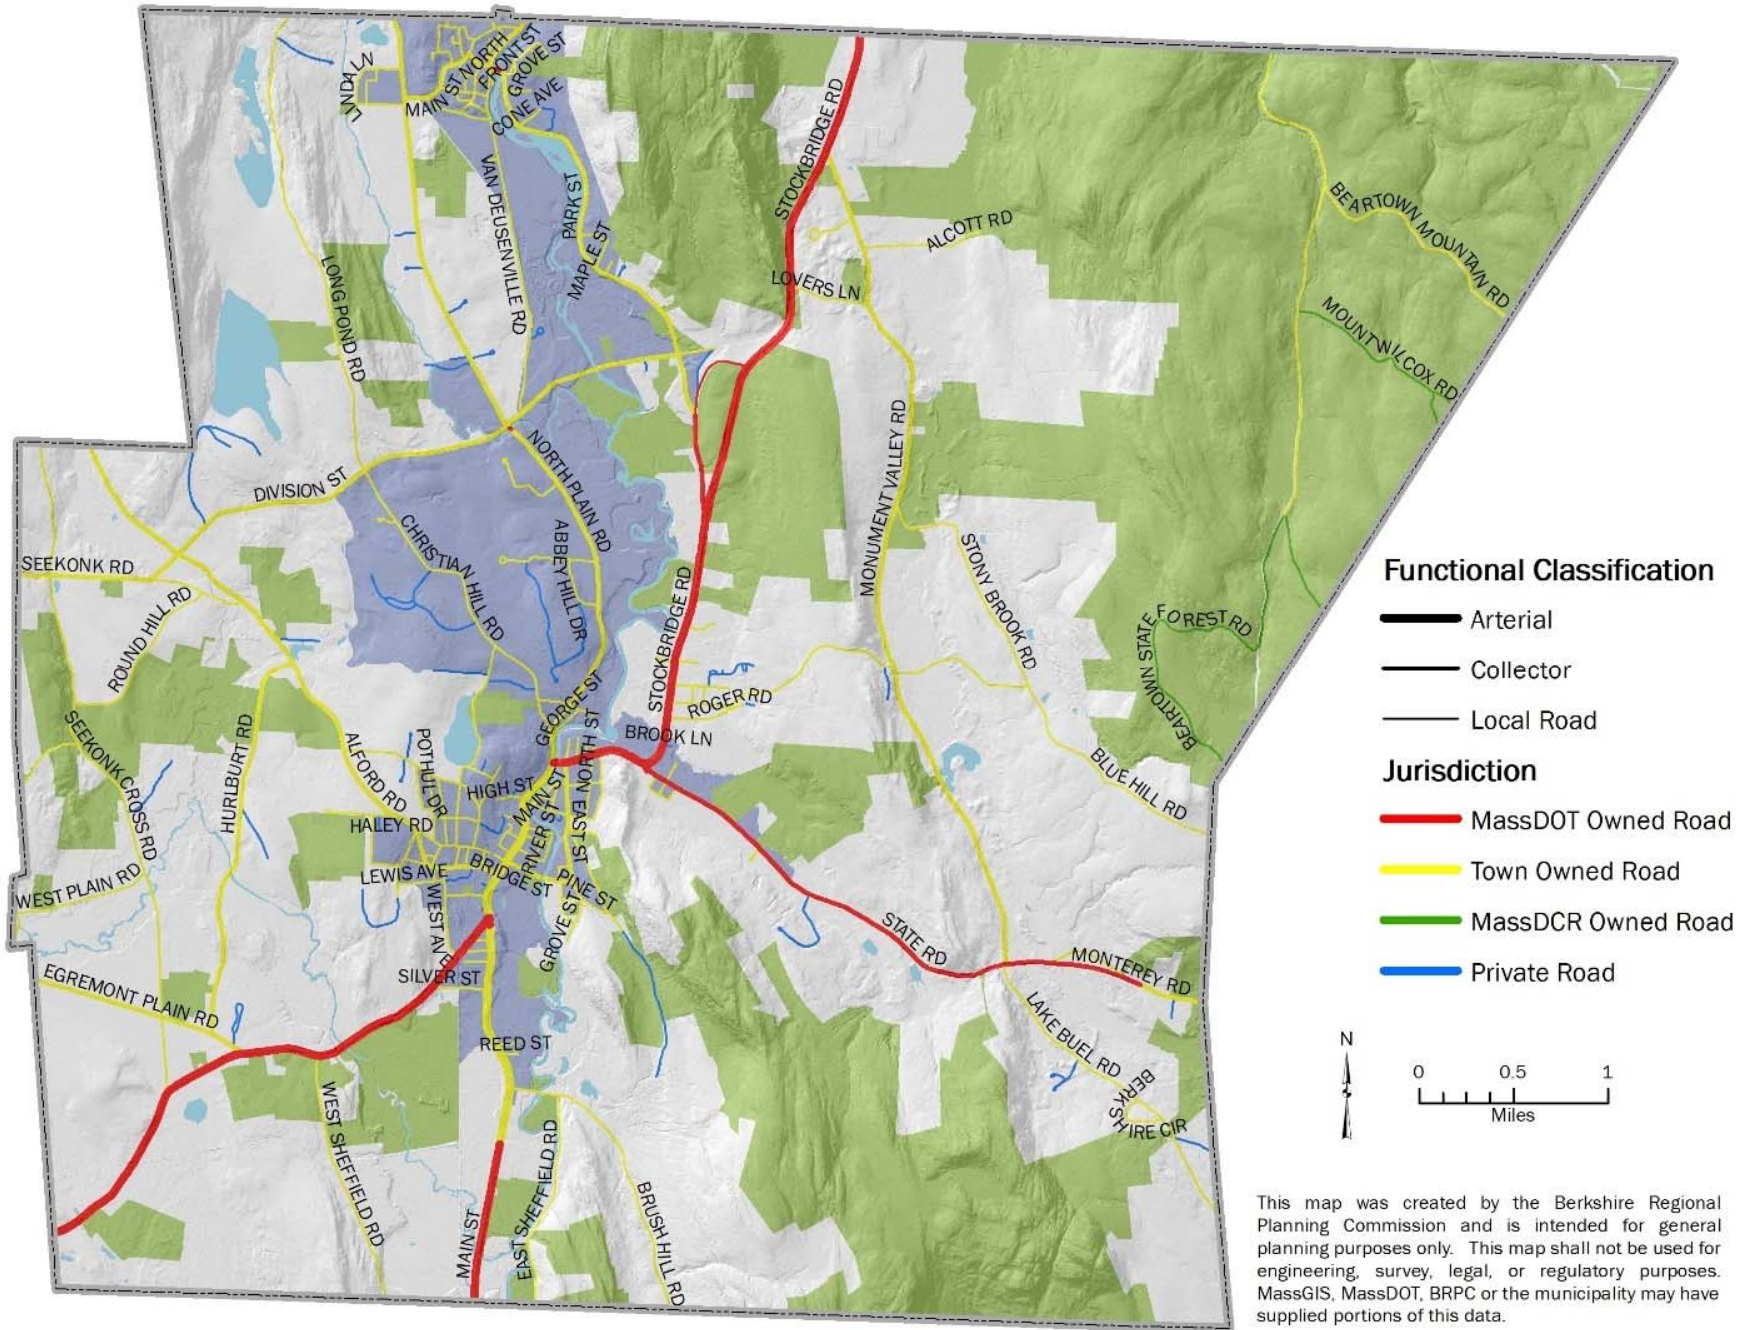 LINDA LN
MAIN ST NORTH
FRONT ST
GROVE ST
CONE AVE
STOCKBRIDGE RD
VAN DEUSENVILLE RD
PARK ST
MAPLE ST
BEARTOWN MOUNTAIN RD
ALCOTT RD
LOVERS LN
LONG POND RD
MOUNT WILCOX RD
DIVISION ST
NORTH PLAIN RD
MONUMENT VALLEY RD
CHRISTIAN HILL RD
ABBEY HILL DR
STONY BROOK RD
SEEKONK RD
ROUND HILL RD
STOCKBRIDGE RD
BEARTOWN STATE FOREST RD
GEORGE ST
ROGER RD
BROOK LN
NORTH ST
SEEKONK CROSS RD
HURLBURT RD
ALFORD RD
POTHUL DR
HIGH ST
MAIN ST
BLUE HILL RD
HALEY RD
RIVER ST
EAST ST
LEWIS AVE
BRIDGE ST
PINE ST
WEST PLAIN RD
WEST AVE
GROVE ST
STATE RD
MONTEREY RD
SILVER ST
EGREMONT PLAIN RD
LAKE BUEL RD
REED ST
BERKSHIRE CIR
WEST SHEFFIELD RD
EAST SHEFFIELD RD
BRUSH HILL RD
MAIN ST
Functional Classification
Arterial
Collector
Local Road
Jurisdiction
MassDOT Owned Road
Town Owned Road
MassDCR Owned Road
Private Road
N
0 0.5 1
Miles
This map was created by the Berkshire Regional
Planning Commission and is intended for general
planning purposes only. This map shall not be used for
engineering, survey, legal, or regulatory purposes.
MassGIS, MassDOT, BRPC or the municipality may have
supplied portions of this data.